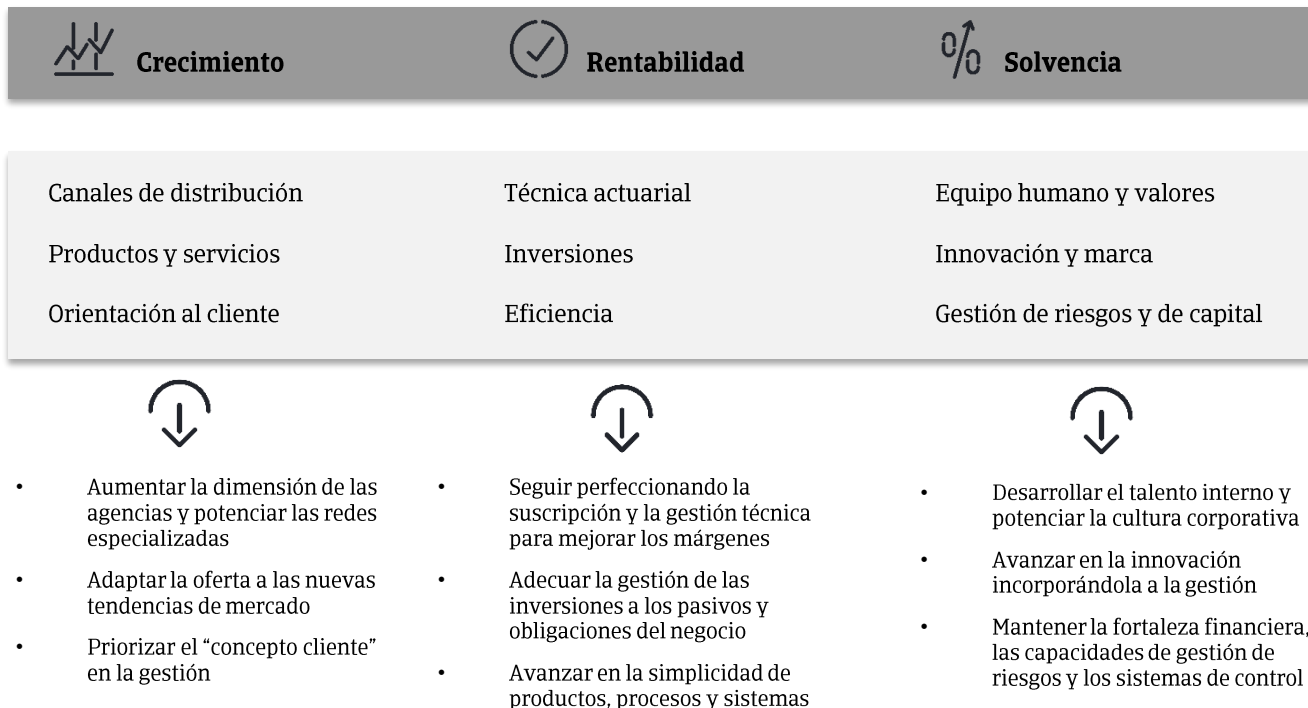 Crecimiento
Rentabilidad
Solvencia
Canales de distribución
Productos y servicios
Orientación al cliente
Técnica actuarial
Inversiones
Eficiencia
Equipo humano y valores
Innovación y marca
Gestión de riesgos y de capital
• Aumentar la dimensión de las
agencias y potenciar las redes
especializadas
• Adaptar la oferta a las nuevas
tendencias de mercado
• Priorizar el “concepto cliente”
en la gestión
• Seguir perfeccionando la
suscripción y la gestión técnica
para mejorar los márgenes
• Adecuar la gestión de las
inversiones a los pasivos y
obligaciones del negocio
• Avanzar en la simplicidad de
productos, procesos y sistemas
• Desarrollar el talento interno y
potenciar la cultura corporativa
• Avanzar en la innovación
incorporándola a la gestión
• Mantener la fortaleza financiera,
las capacidades de gestión de
riesgos y los sistemas de control